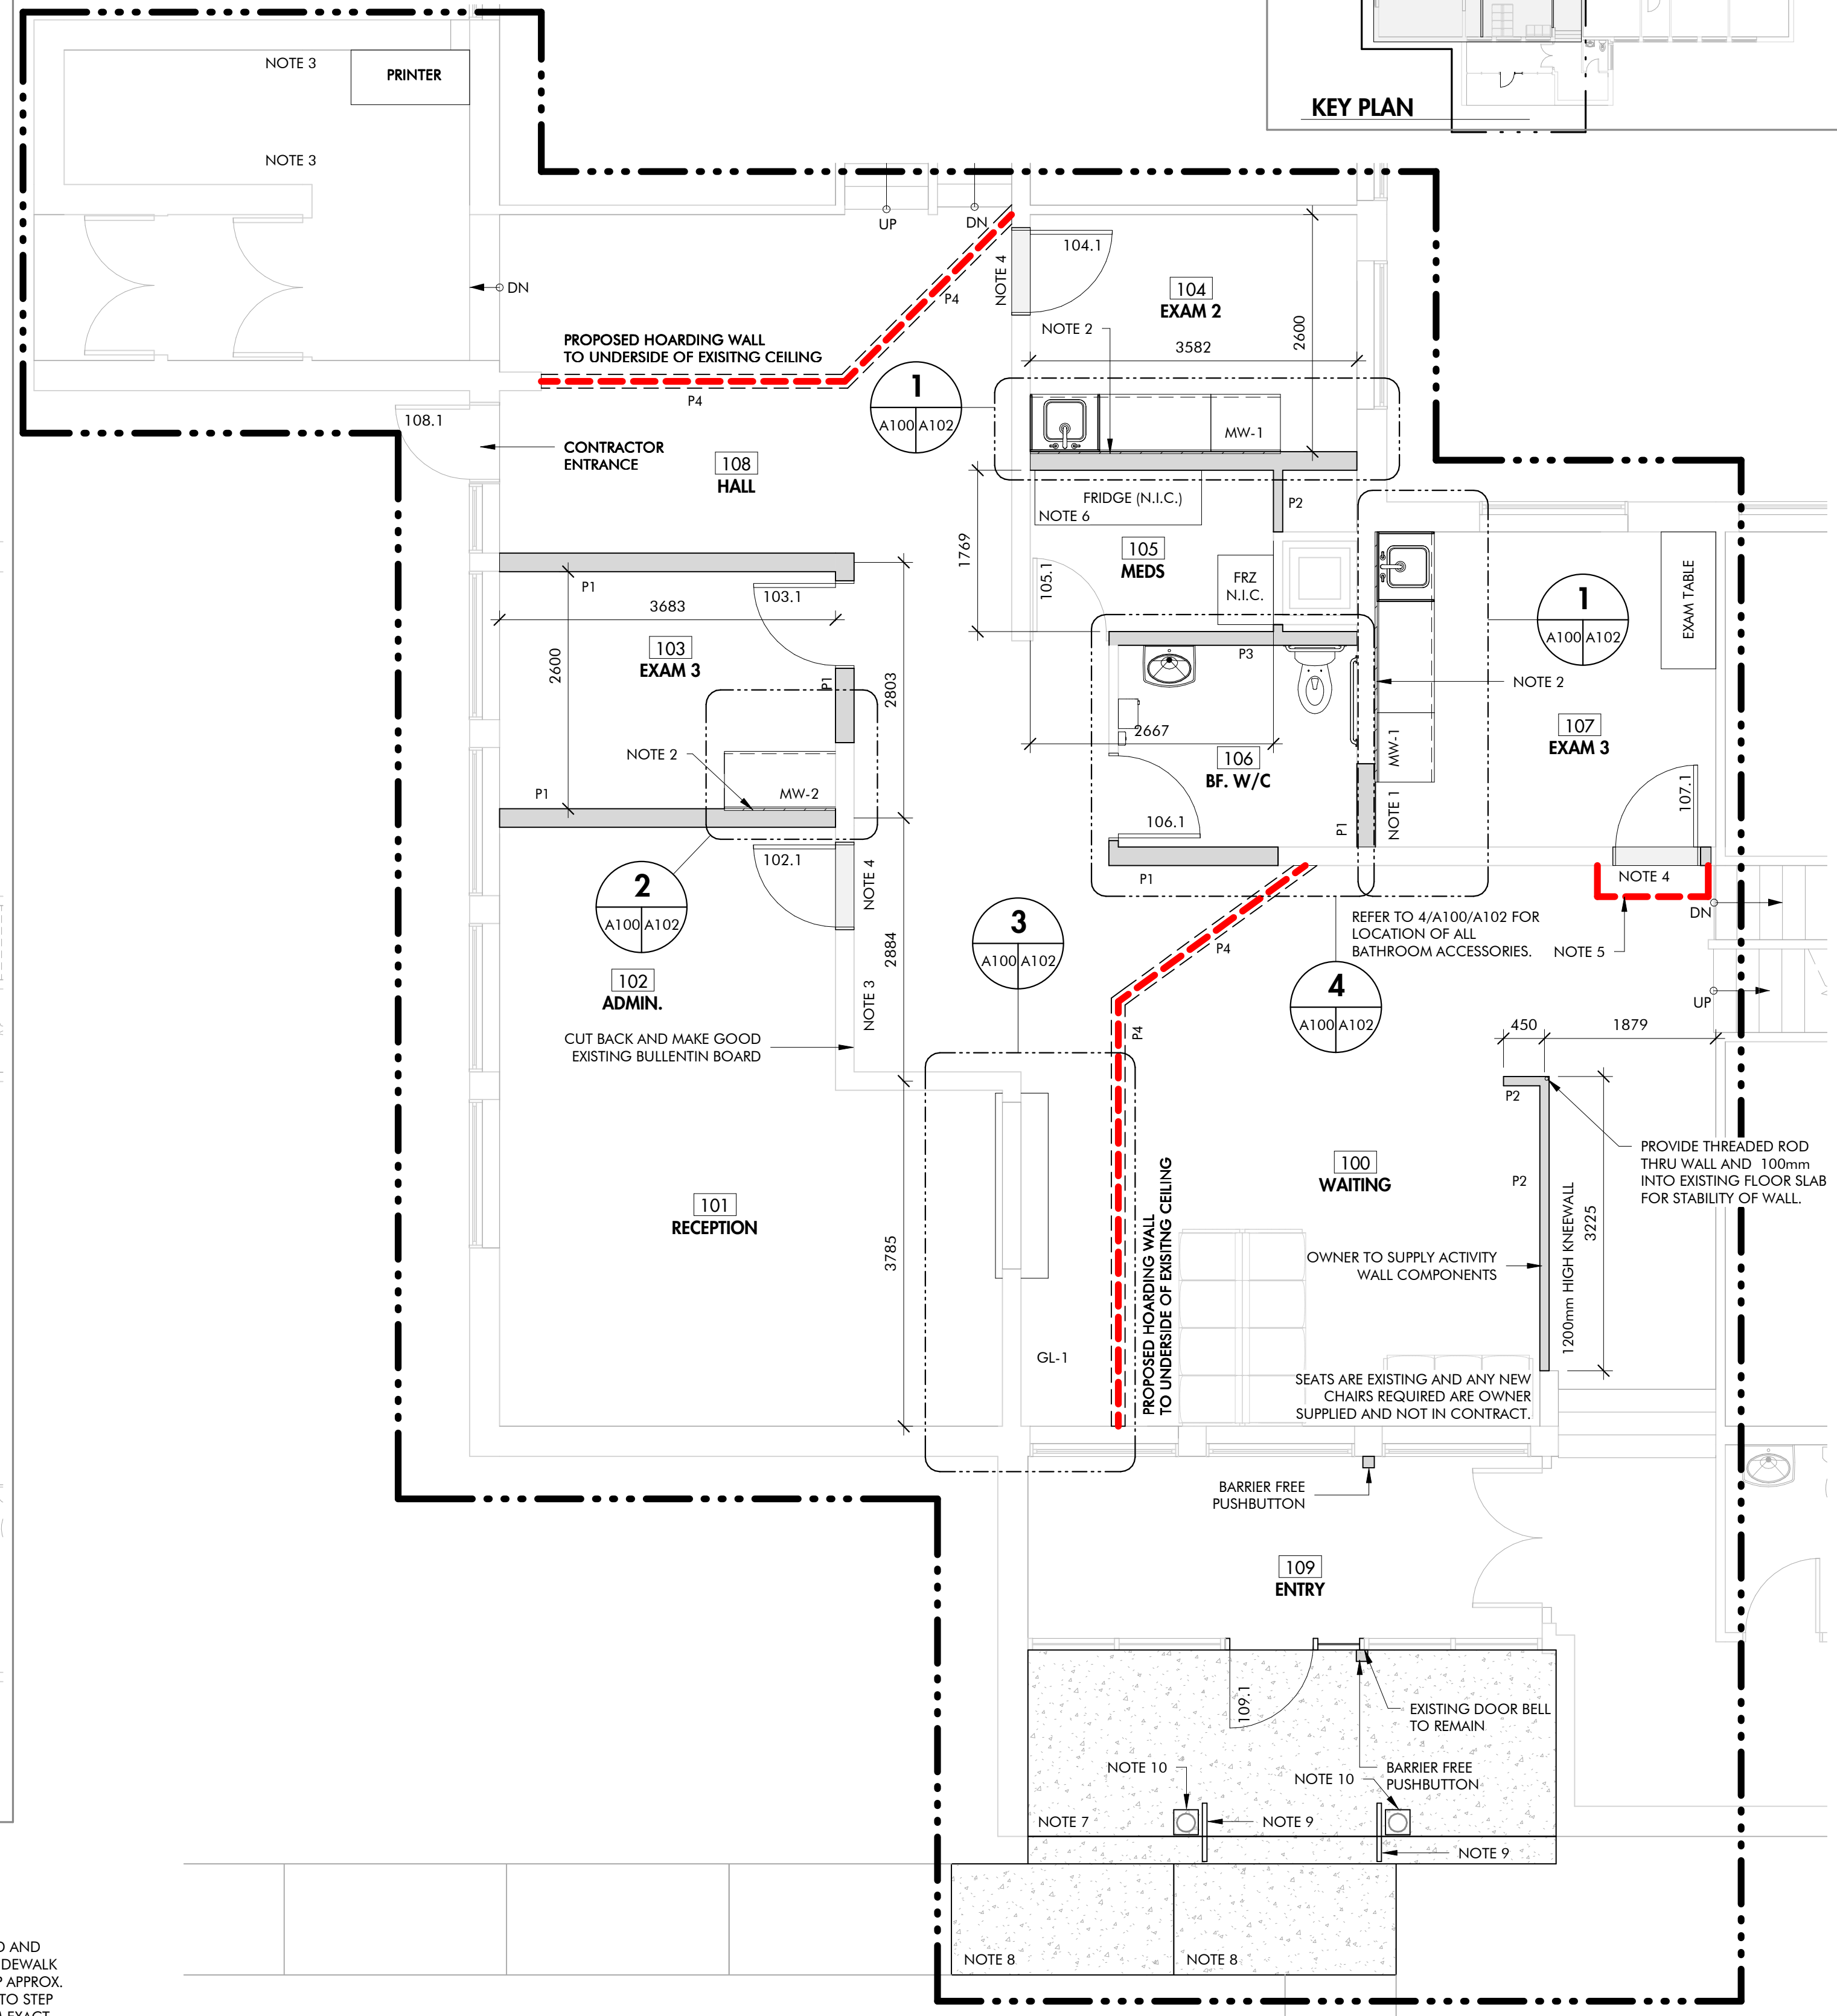 NOTE 3
PRINTER
NOTE 3
KEY PLAN
UP
DN
DN
104.1
NOTE 4
P4
104
EXAM 2
2600
NOTE 2
3582
PROPOSED HOARDING WALL
TO UNDERSIDE OF EXISITNG CEILING
P4
1
A100
A102
MW-1
108.1
CONTRACTOR
ENTRANCE
108
HALL
FRIDGE (N.I.C.)
NOTE 6
P2
1769
105
MEDS
105.1
FRZ
N.I.C.
EXAM TABLE
1
A100
A102
P1
103.1
3683
103
EXAM 3
2600
P1
2803
P3
NOTE 2
2667
106
BF. W/C
107
EXAM 3
MW-1
NOTE 2
MW-2
P1
106.1
P1
NOTE 1
107.1
102.1
NOTE 4
P1
NOTE 4
2
A100
A102
2884
3
A100
A102
P4
REFER TO 4/A100/A102 FOR
LOCATION OF ALL
BATHROOM ACCESSORIES.
NOTE 5
DN
102
ADMIN.
NOTE 3
4
A100
A102
UP
CUT BACK AND MAKE GOOD
EXISTING BULLENTIN BOARD
P4
450
1879
P2
PROVIDE THREADED ROD
THRU WALL AND 100mm
INTO EXISTING FLOOR SLAB
FOR STABILITY OF WALL.
100
WAITING
P2
101
RECEPTION
3785
PROPOSED HOARDING WALL
TO UNDERSIDE OF EXISITNG CEILING
1200mm HIGH KNEEWALL
3225
OWNER TO SUPPLY ACTIVITY
WALL COMPONENTS
GL-1
SEATS ARE EXISTING AND ANY NEW
CHAIRS REQUIRED ARE OWNER
SUPPLIED AND NOT IN CONTRACT.
BARRIER FREE
PUSHBUTTON
109
ENTRY
109.1
EXISTING DOOR BELL
TO REMAIN
NOTE 10
NOTE 10
BARRIER FREE
PUSHBUTTON
NOTE 7
NOTE 9
NOTE 9
NOTE 8
NOTE 8
AND
P APPROX.
TO STEP
EXACT